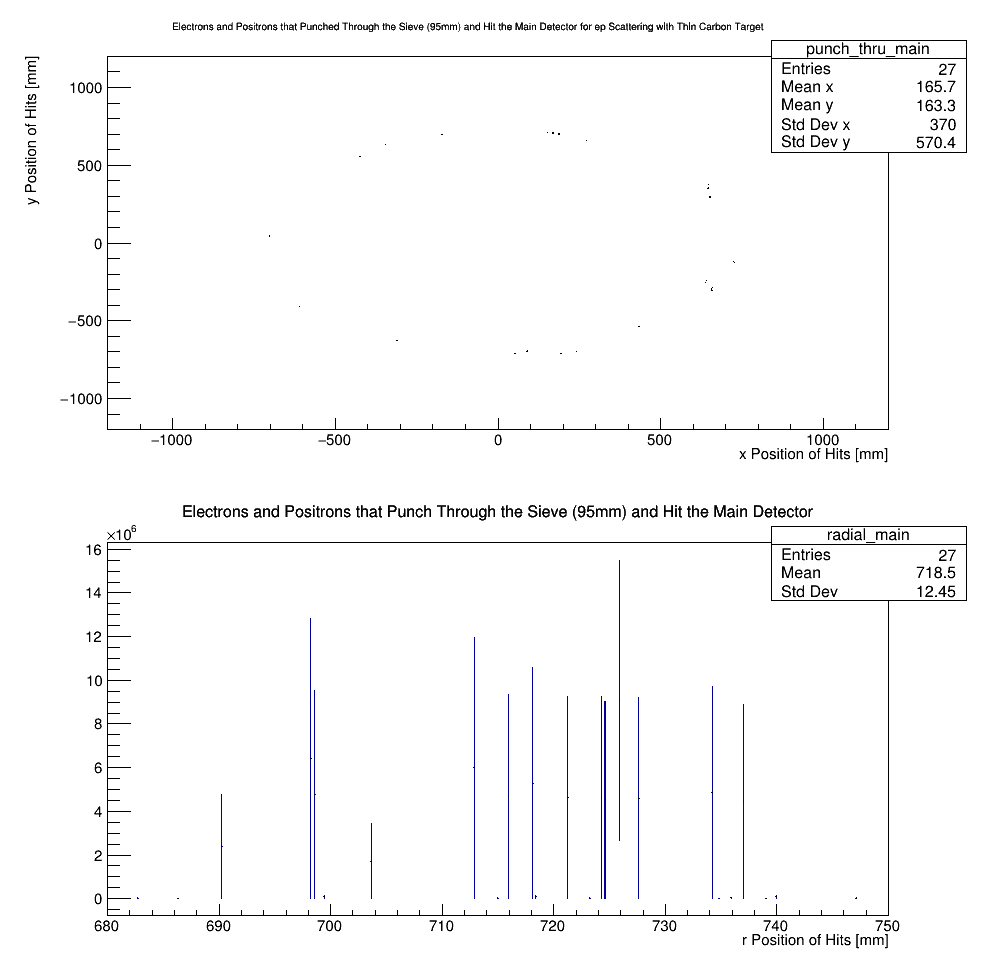 Electrons and Positrons that Punched Through the Sieve (95mm) and Hit the Main Detector for ep Scattering with Thin Carbon Target
punch_thru_main
Entries 27
Mean x 165.7
Mean y 163.3
Std Dev x 370
Std Dev y 570.4
y Position of Hits [mm]
1000
500
0
−500
−1000
−1000 −500 0 500 1000
x Position of Hits [mm]
Electrons and Positrons that Punch Through the Sieve (95mm) and Hit the Main Detector
radial_main
Entries 27
Mean 718.5
Std Dev 12.45
×10⁶
16
14
12
10
8
6
4
2
0
680 690 700 710 720 730 740 750
r Position of Hits [mm]